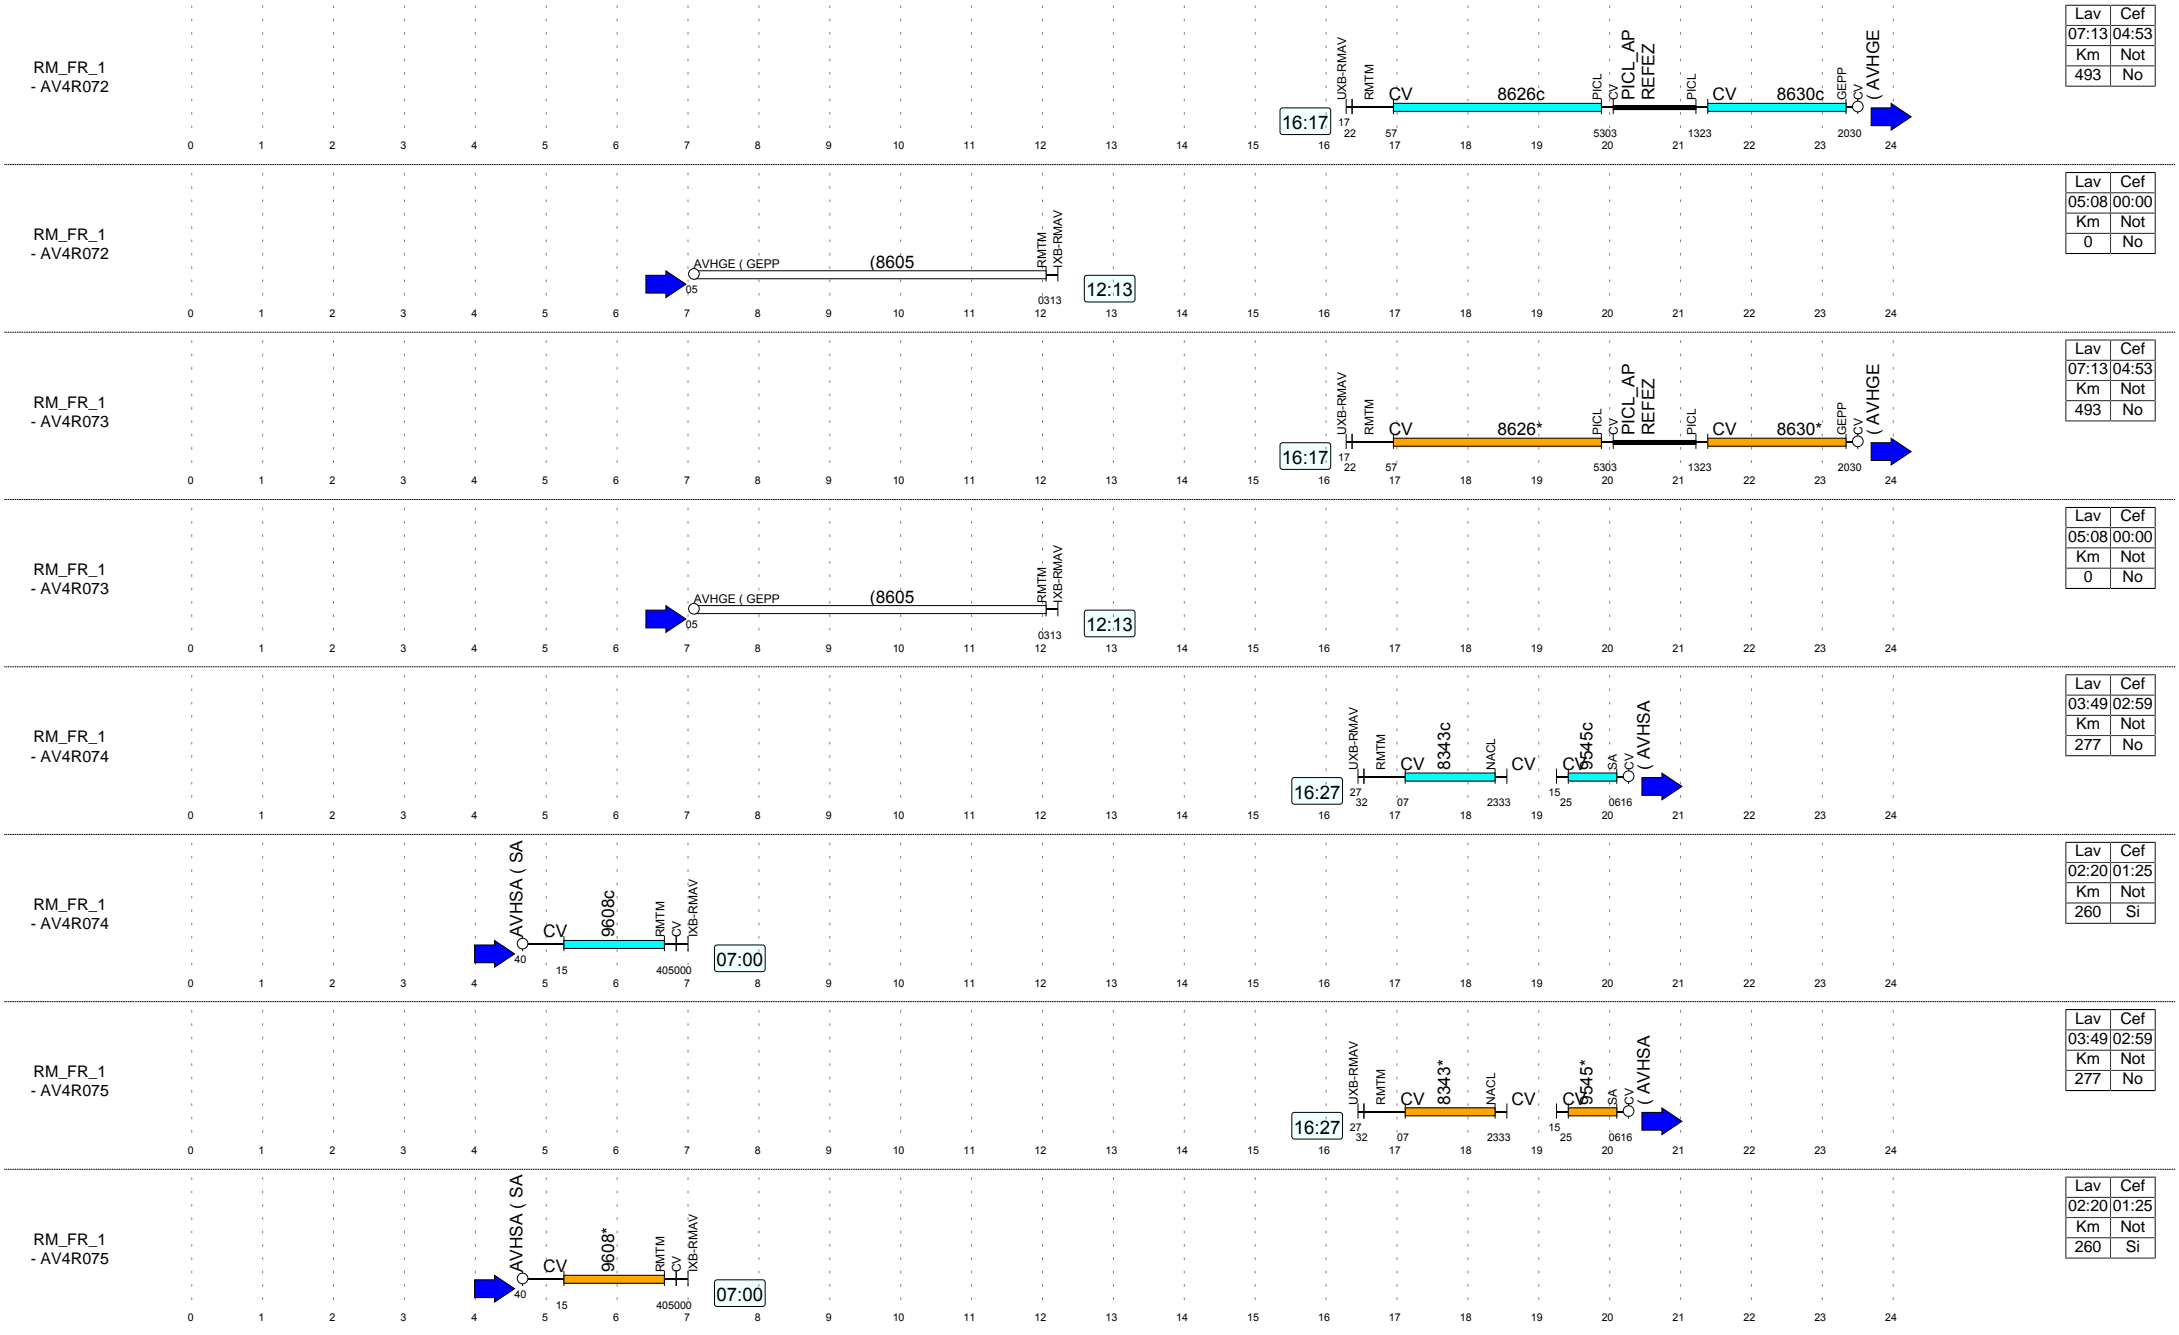 RM_FR_1
- AV4R072
16:17
UXB-RMAV
RMTM
CV
8626c
PICL
CV
PICL_AP
REFEZ
PICL
CV
8630c
GEPP
CV
( AVHGE
17
22
57
5303
1323
2030
0 1 2 3 4 5 6 7 8 9 10 11 12 13 14 15 16 17 18 19 20 21 22 23 24
Lav Cef
07:13 04:53
Km Not
493 No
RM_FR_1
- AV4R072
AVHGE ( GEPP
(8605
RMTM
IXB-RMAV
05
0313
12:13
0 1 2 3 4 5 6 7 8 9 10 11 12 13 14 15 16 17 18 19 20 21 22 23 24
Lav Cef
05:08 00:00
Km Not
0 No
RM_FR_1
- AV4R073
16:17
UXB-RMAV
RMTM
CV
8626*
PICL
CV
PICL_AP
REFEZ
PICL
CV
8630*
GEPP
CV
( AVHGE
17
22
57
5303
1323
2030
0 1 2 3 4 5 6 7 8 9 10 11 12 13 14 15 16 17 18 19 20 21 22 23 24
Lav Cef
07:13 04:53
Km Not
493 No
RM_FR_1
- AV4R073
AVHGE ( GEPP
(8605
RMTM
IXB-RMAV
05
0313
12:13
0 1 2 3 4 5 6 7 8 9 10 11 12 13 14 15 16 17 18 19 20 21 22 23 24
Lav Cef
05:08 00:00
Km Not
0 No
RM_FR_1
- AV4R074
16:27
UXB-RMAV
RMTM
CV
8343c
NACL
CV
CV
9545c
SA
CV
( AVHSA
27
32
07
2333
15
25
0616
0 1 2 3 4 5 6 7 8 9 10 11 12 13 14 15 16 17 18 19 20 21 22 23 24
Lav Cef
03:49 02:59
Km Not
277 No
RM_FR_1
- AV4R074
AVHSA ( SA
CV
9608c
RMTM
CV
IXB-RMAV
40
15
405000
07:00
0 1 2 3 4 5 6 7 8 9 10 11 12 13 14 15 16 17 18 19 20 21 22 23 24
Lav Cef
02:20 01:25
Km Not
260 Si
RM_FR_1
- AV4R075
16:27
UXB-RMAV
RMTM
CV
8343*
NACL
CV
CV
9545*
SA
CV
( AVHSA
27
32
07
2333
15
25
0616
0 1 2 3 4 5 6 7 8 9 10 11 12 13 14 15 16 17 18 19 20 21 22 23 24
Lav Cef
03:49 02:59
Km Not
277 No
RM_FR_1
- AV4R075
AVHSA ( SA
CV
9608*
RMTM
CV
IXB-RMAV
40
15
405000
07:00
0 1 2 3 4 5 6 7 8 9 10 11 12 13 14 15 16 17 18 19 20 21 22 23 24
Lav Cef
02:20 01:25
Km Not
260 Si